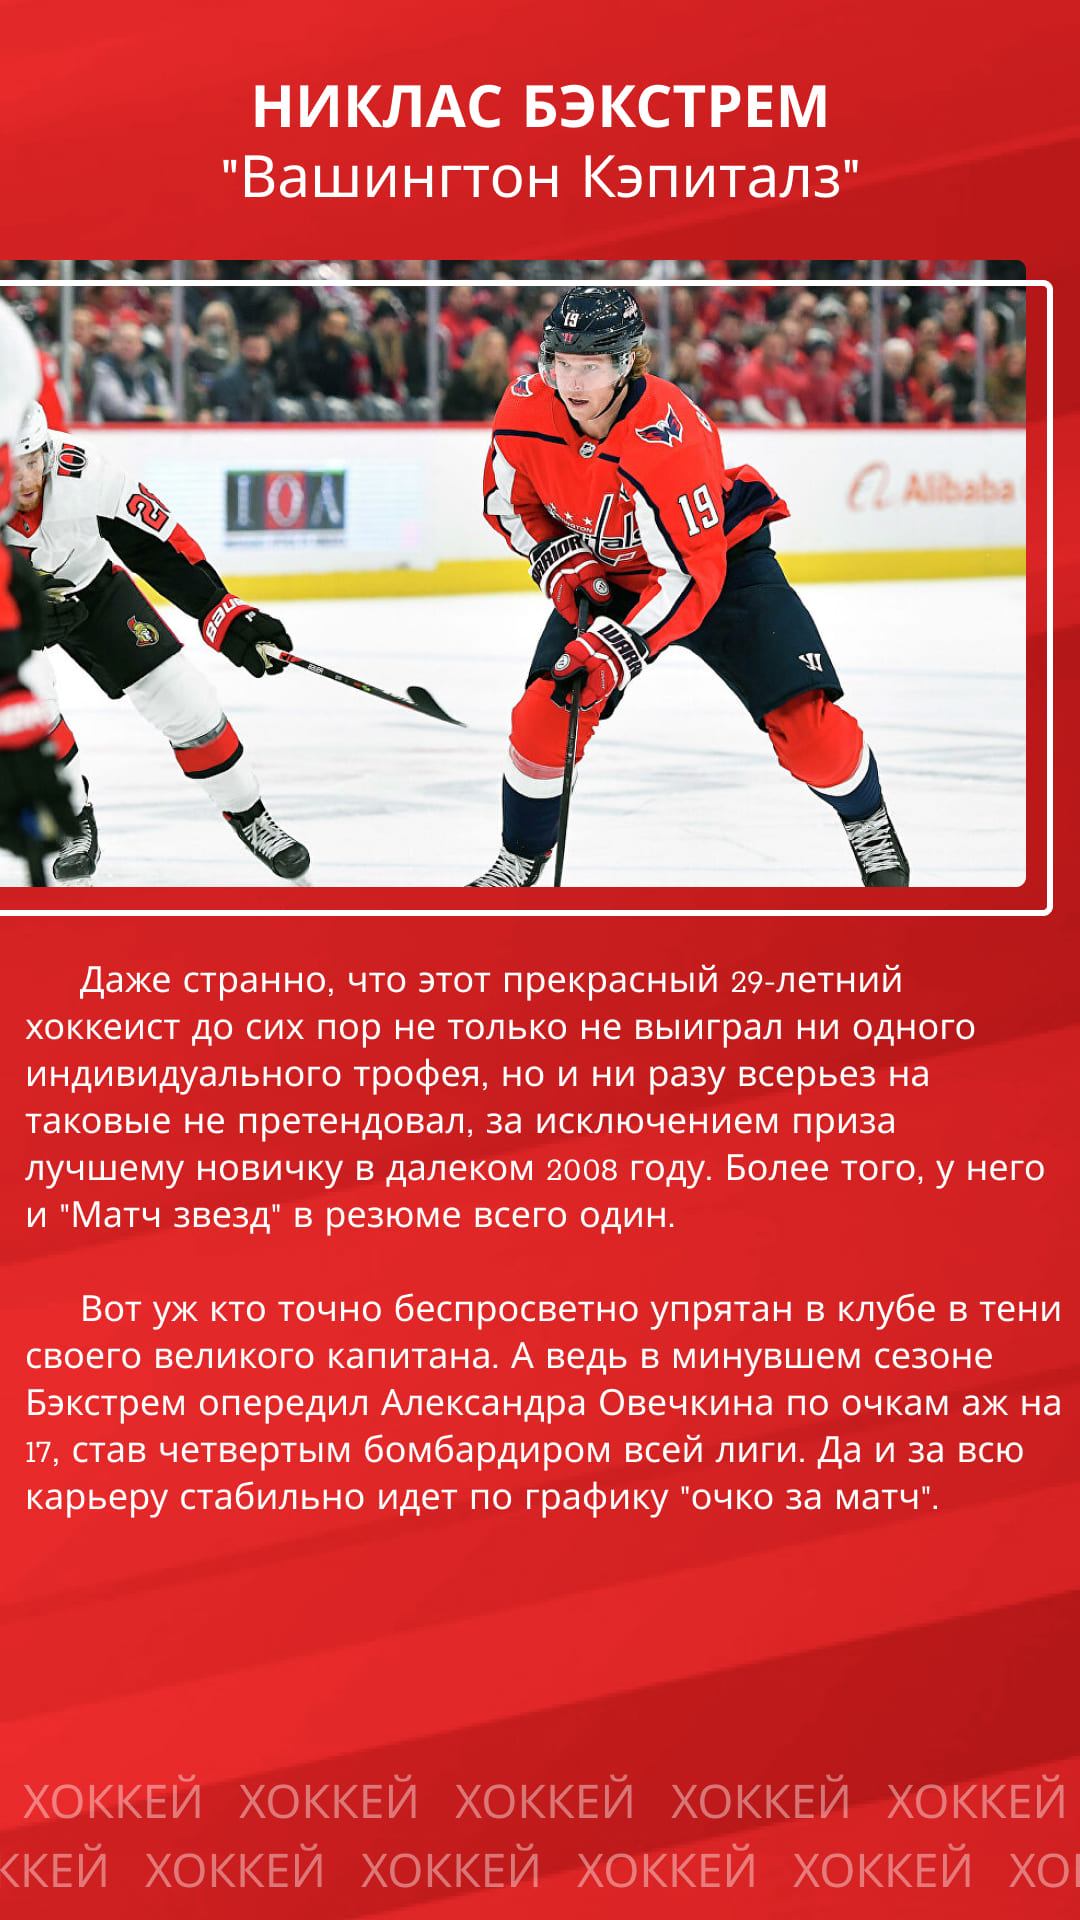 НИКЛАС БЭКСТРЕМ
"Вашингтон Кэпиталз"
19
Alibaba
19
WARRIOR
BAUER
Даже странно, что этот прекрасный 29-летний
хоккеист до сих пор не только не выиграл ни одного
индивидуального трофея, но и ни разу всерьез на
таковые не претендовал, за исключением приза
лучшему новичку в далеком 2008 году. Более того, у него
и "Матч звезд" в резюме всего один.
Вот уж кто точно беспросветно упрятан в клубе в тени
своего великого капитана. А ведь в минувшем сезоне
Бэкстрем опередил Александра Овечкина по очкам аж на
17, став четвертым бомбардиром всей лиги. Да и за всю
карьеру стабильно идет по графику "очко за матч".
ХОККЕЙ ХОККЕЙ ХОККЕЙ ХОККЕЙ ХОККЕЙ
ККЕЙ ХОККЕЙ ХОККЕЙ ХОККЕЙ ХОККЕЙ ХО